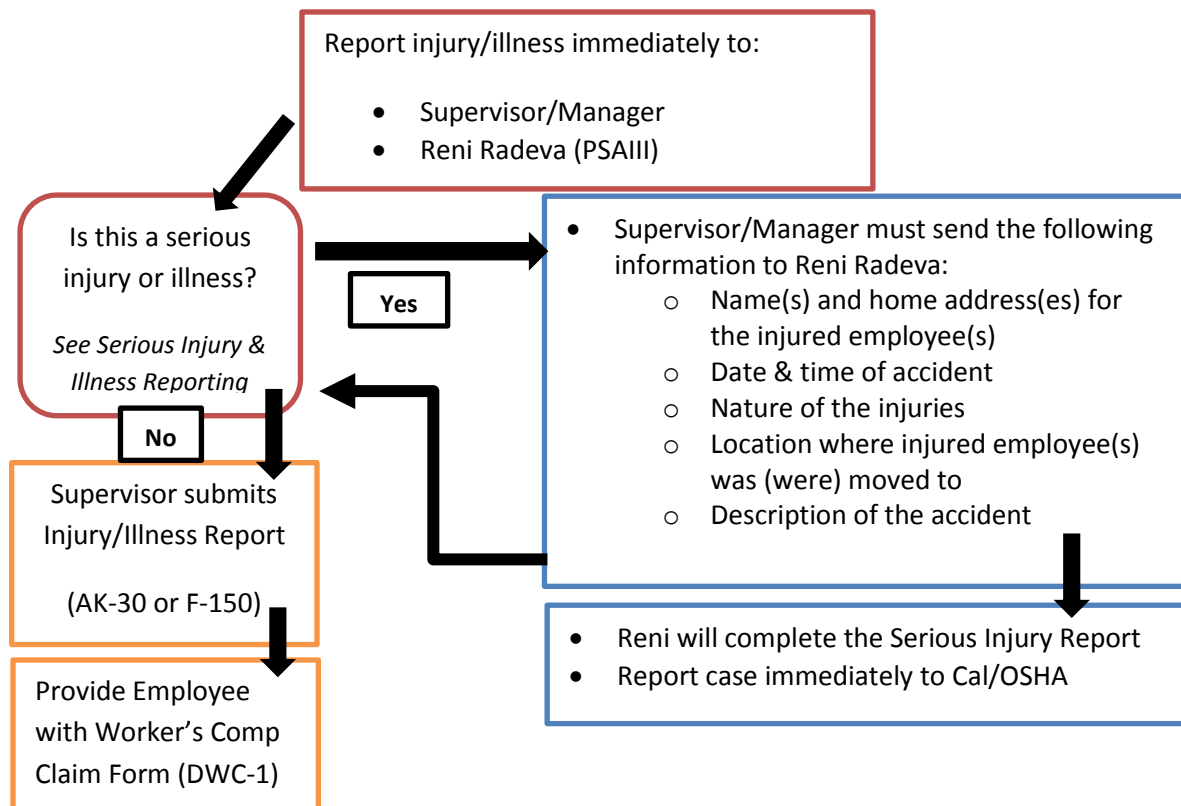 Report injury/illness immediately to:
• Supervisor/Manager
• Reni Radeva (PSAIII)
Is this a serious
injury or illness?
See Serious Injury &
Illness Reporting
Yes
No
• Supervisor/Manager must send the following
information to Reni Radeva:
o Name(s) and home address(es) for
the injured employee(s)
o Date & time of accident
o Nature of the injuries
o Location where injured employee(s)
was (were) moved to
o Description of the accident
Supervisor submits
Injury/Illness Report
(AK-30 or F-150)
• Reni will complete the Serious Injury Report
• Report case immediately to Cal/OSHA
Provide Employee
with Worker’s Comp
Claim Form (DWC-1)